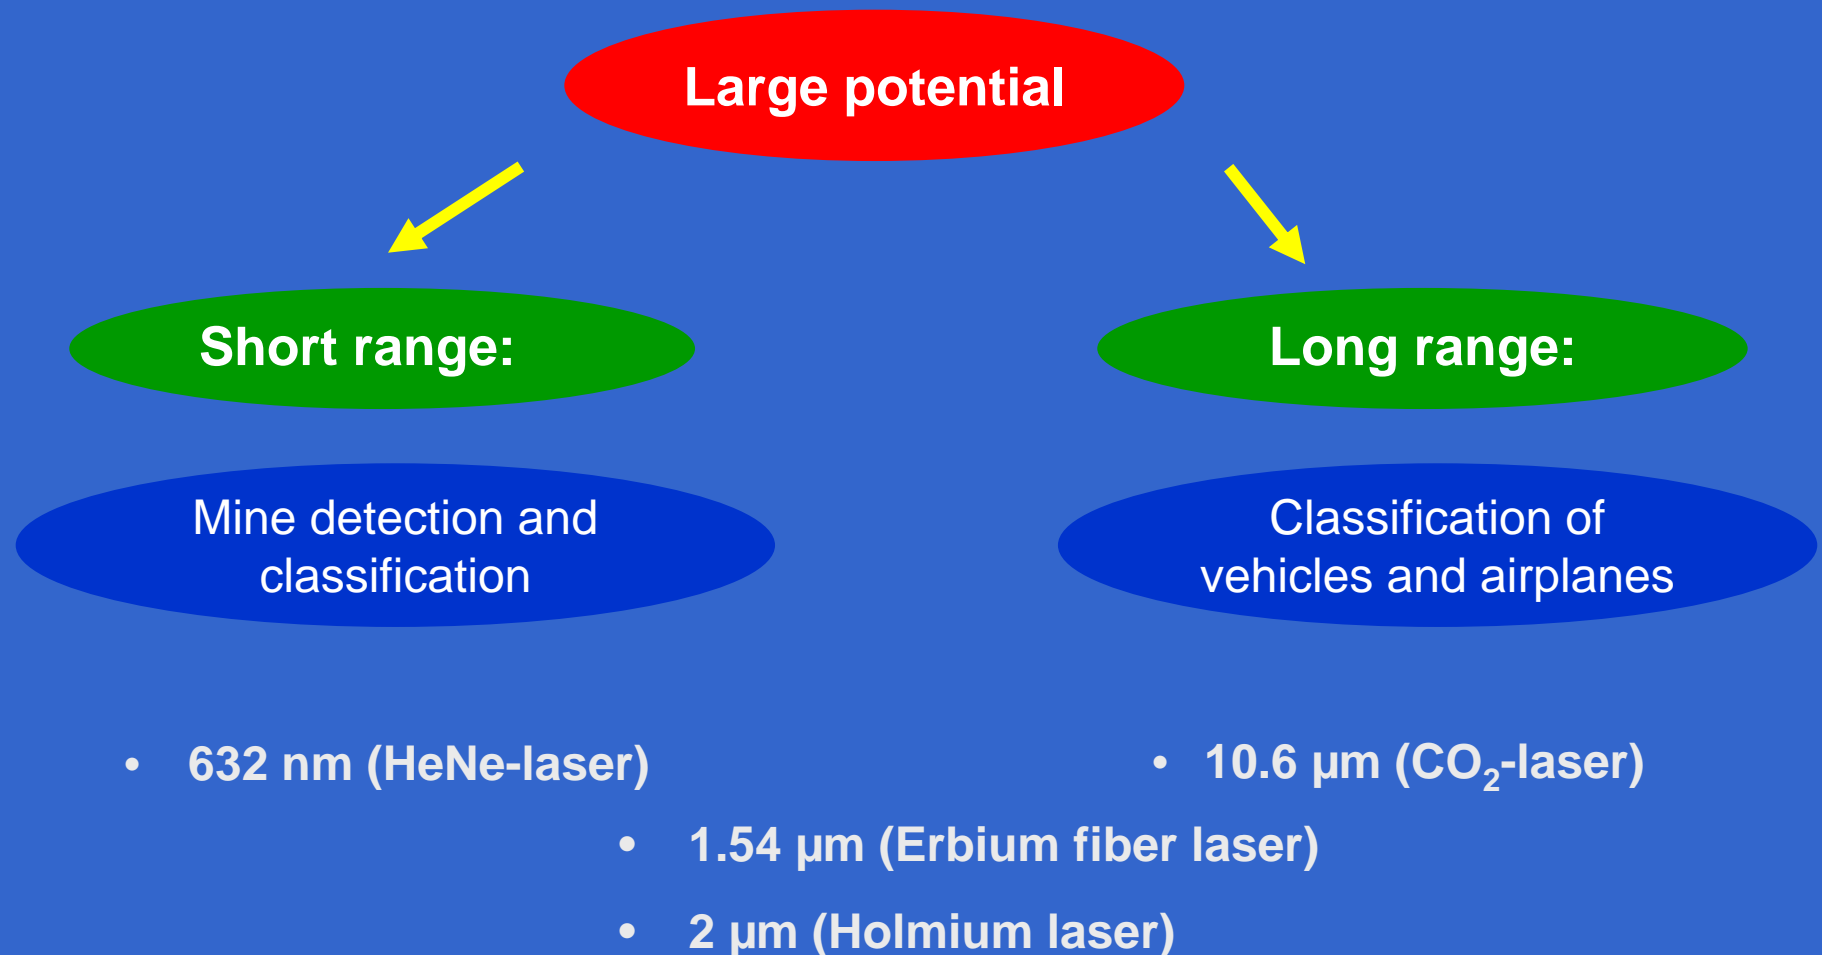 Large potential
Short range:
Long range:
Mine detection and
classification
Classification of
vehicles and airplanes
• 632 nm (HeNe-laser)
• 10.6 µm (CO₂-laser)
• 1.54 µm (Erbium fiber laser)
• 2 µm (Holmium laser)